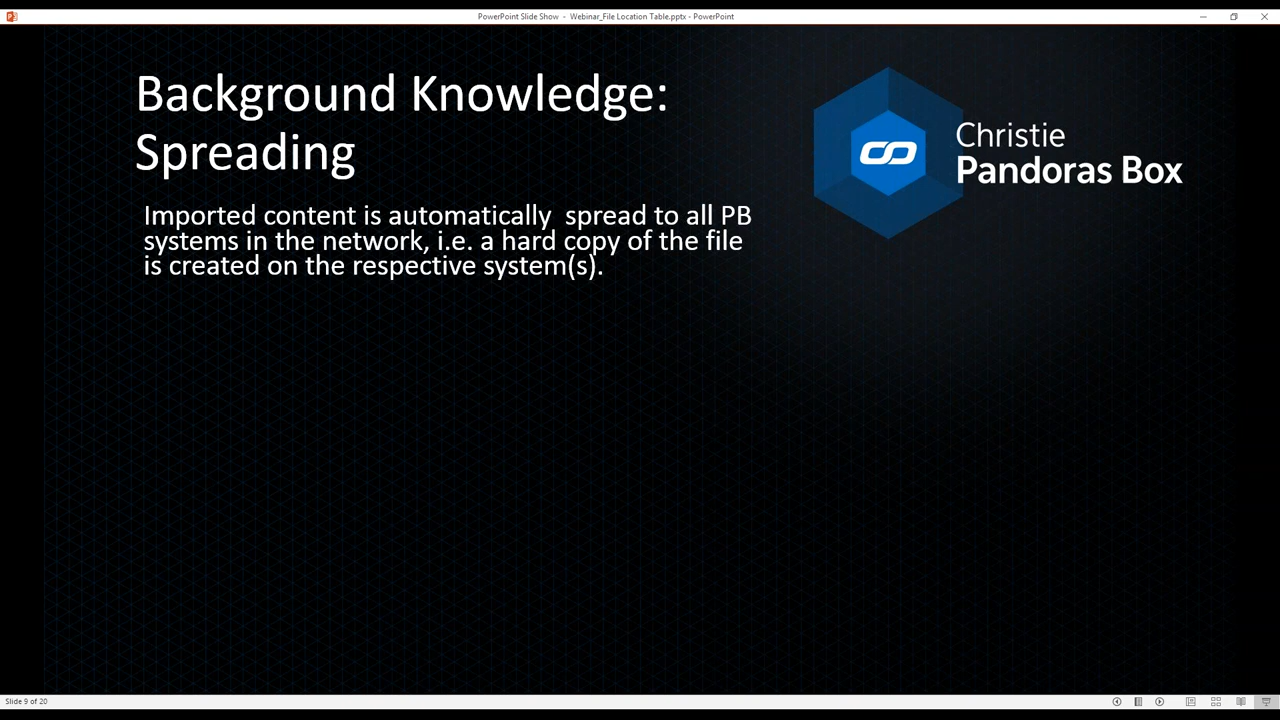 PowerPoint Slide Show - Webinar_File Location Table.pptx - PowerPoint
Background Knowledge:
Spreading
Christie
Pandoras Box
Imported content is automatically  spread to all PB
systems in the network, i.e. a hard copy of the file
is created on the respective system(s).
Slide 9 of 20